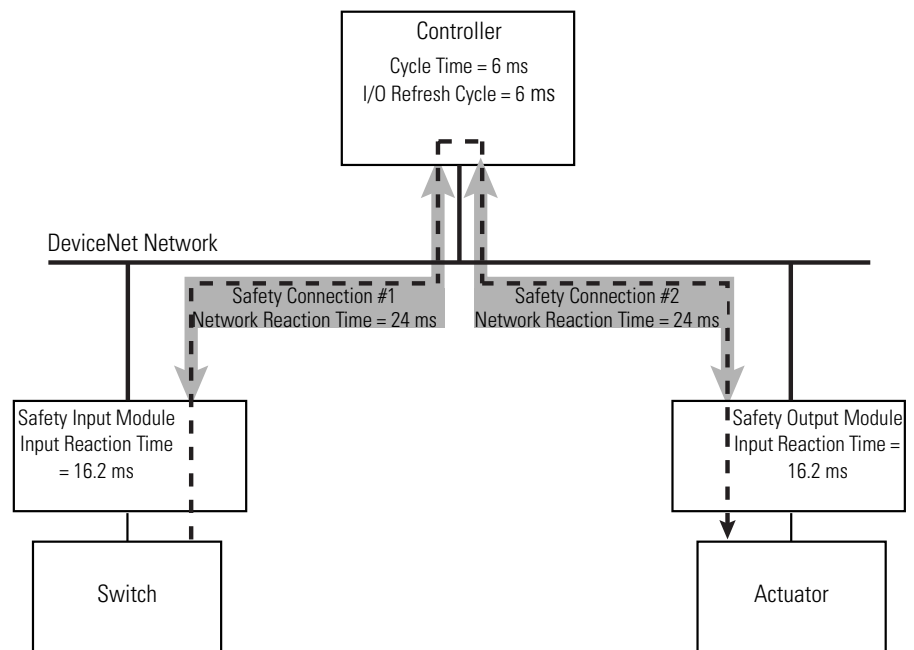 Controller
Cycle Time = 6 ms
I/O Refresh Cycle = 6 ms
DeviceNet Network
Safety Connection #1
Network Reaction Time = 24 ms
Safety Connection #2
Network Reaction Time = 24 ms
Safety Input Module
Input Reaction Time
= 16.2 ms
Safety Output Module
Input Reaction Time =
16.2 ms
Switch
Actuator